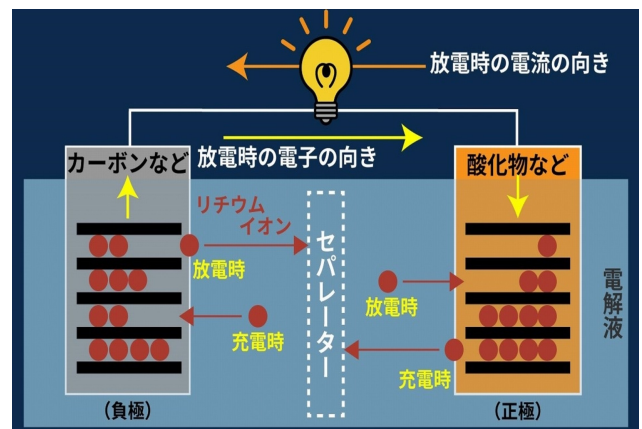 放電時の電流の向き
カーボンなど
放電時の電子の向き
酸化物など
リチウム
イオン
放電時
充電時
セパレーター
放電時
充電時
電解液
(負極)
(正極)